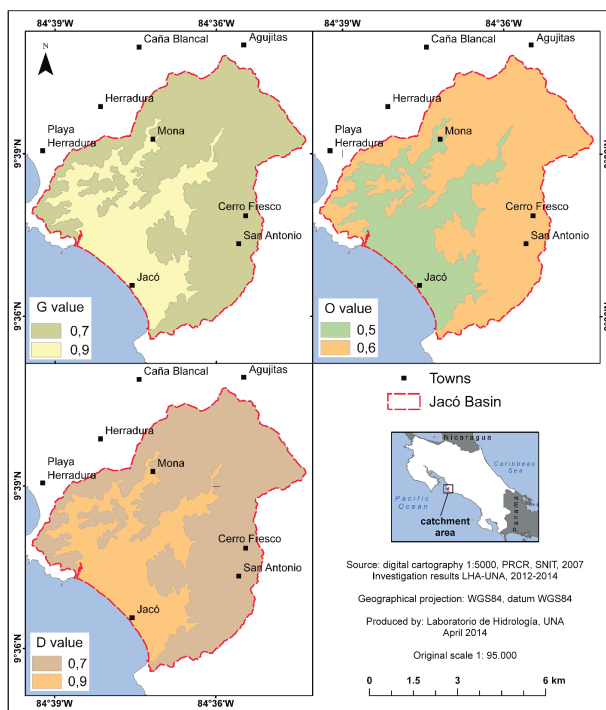 84°39'W
84°36'W
84°39'W
84°36'W
Caña Blancal
Agujitas
N
Herradura
Playa
Herradura
Mona
9°39'N
Cerro Fresco
San Antonio
Jacó
9°36'N
G value
0,7
0,9
Caña Blancal
Agujitas
Herradura
Playa
Herradura
Mona
Cerro Fresco
San Antonio
Jacó
O value
0,5
0,6
Caña Blancal
Agujitas
Herradura
Playa
Herradura
Mona
9°39'N
Cerro Fresco
San Antonio
Jacó
9°36'N
D value
0,7
0,9
84°39'W
84°36'W
Towns
Jacó Basin
Nicaragua
Caribbean
Sea
Pacific
Ocean
Panama
catchment
area
Source: digital cartography 1:5000, PRCR, SNIT, 2007
Investigation results LHA-UNA, 2012-2014
Geographical projection: WGS84, datum WGS84
Produced by: Laboratorio de Hidrología, UNA
April 2014
Original scale 1: 95.000
0 1.5 3 6 km